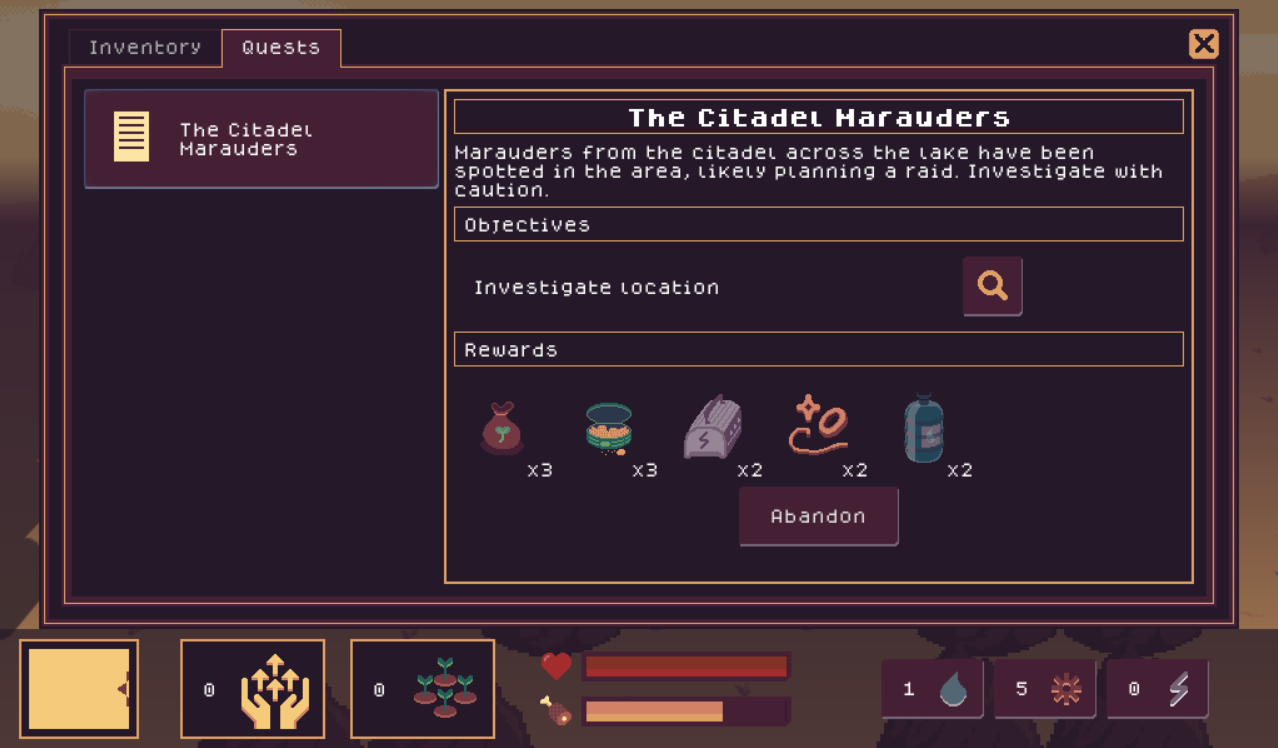 Inventory
Quests
The Citadel
Marauders
The Citadel Marauders
Marauders from the citadel across the lake have been
spotted in the area, likely planning a raid. Investigate with
caution.
Objectives
Investigate location
Rewards
x3
x3
x2
x2
x2
Abandon
0
0
1
5
0